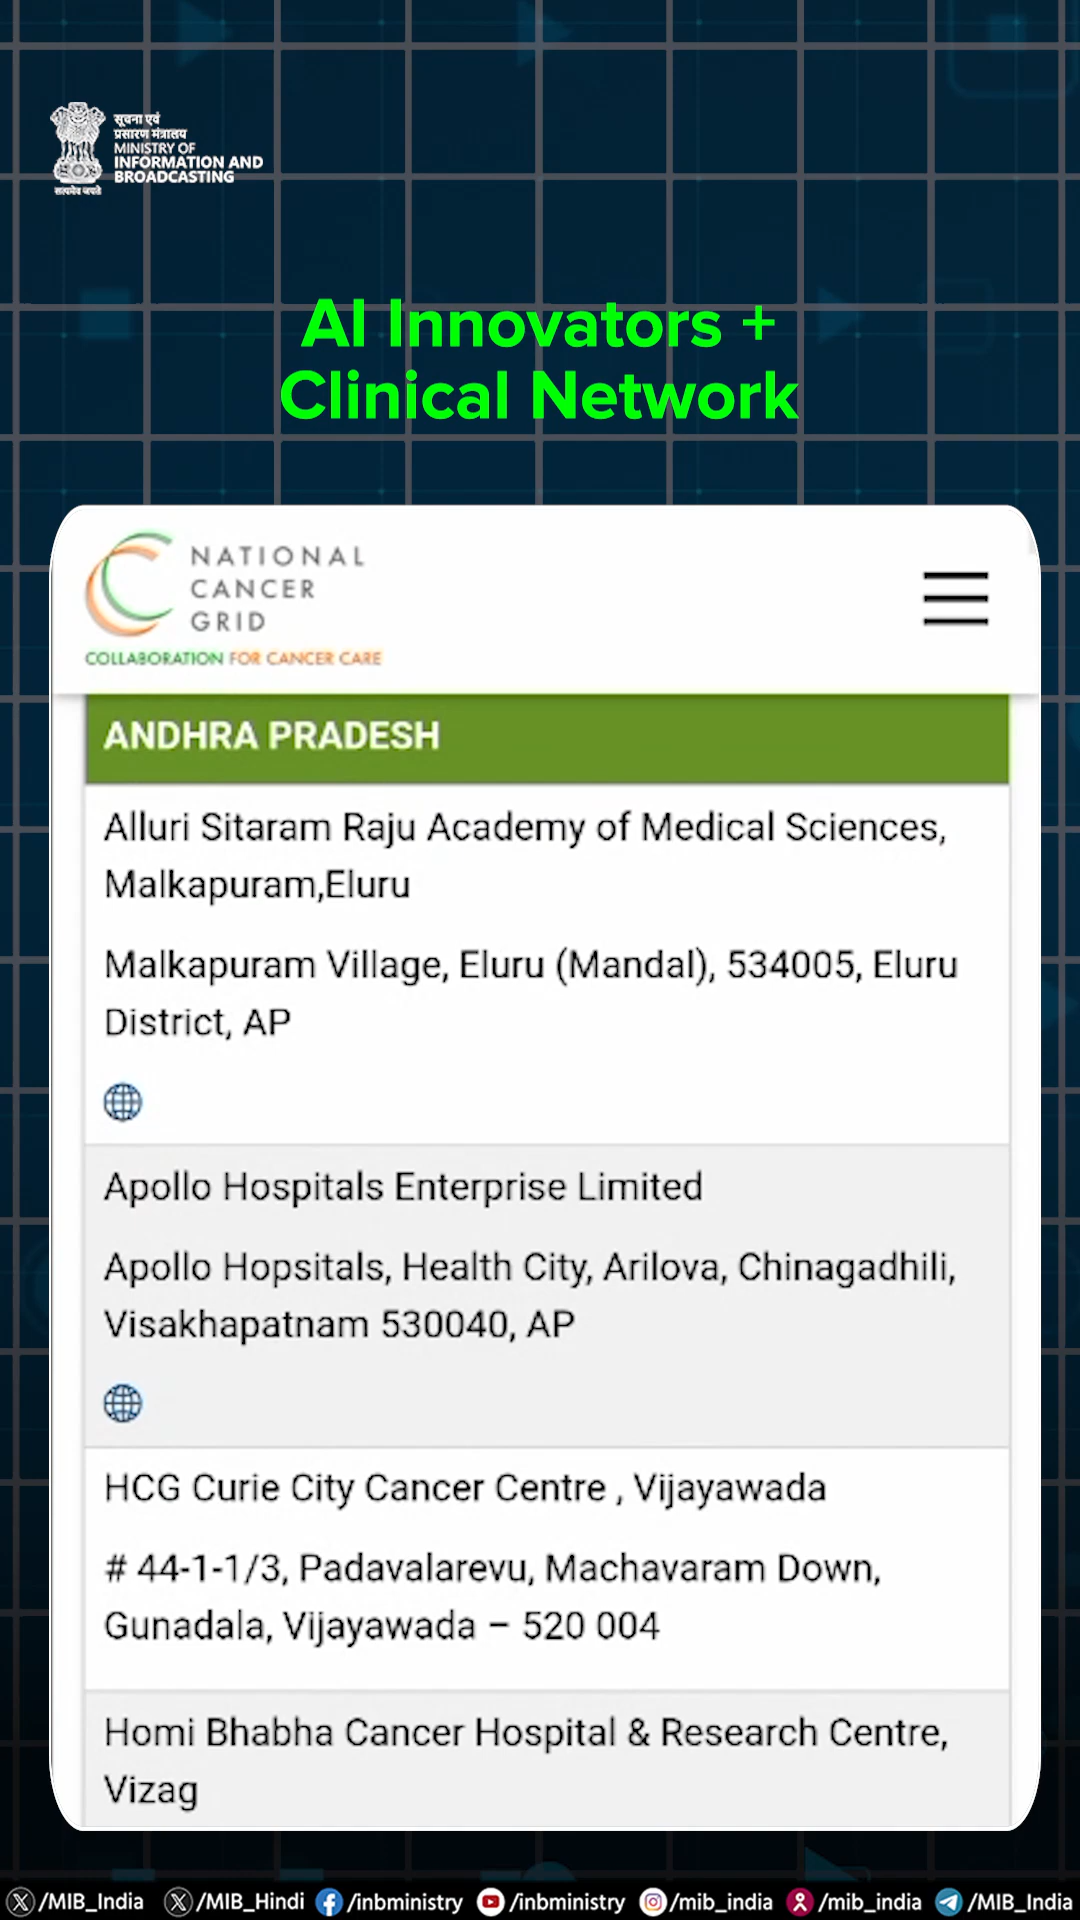 सूचना एवं
प्रसारण मंत्रालय
MINISTRY OF
INFORMATION AND
BROADCASTING
सत्यमेव जयते
AI Innovators +
Clinical Network
NATIONAL
CANCER
GRID
COLLABORATION FOR CANCER CARE
ANDHRA PRADESH
Alluri Sitaram Raju Academy of Medical Sciences,
Malkapuram,Eluru
Malkapuram Village, Eluru (Mandal), 534005, Eluru
District, AP
Apollo Hospitals Enterprise Limited
Apollo Hopsitals, Health City, Arilova, Chinagadhili,
Visakhapatnam 530040, AP
HCG Curie City Cancer Centre , Vijayawada
# 44-1-1/3, Padavalarevu, Machavaram Down,
Gunadala, Vijayawada – 520 004
Homi Bhabha Cancer Hospital & Research Centre,
Vizag
/MIB_India /MIB_Hindi /inbministry /inbministry /mib_india /mib_india /MIB_India